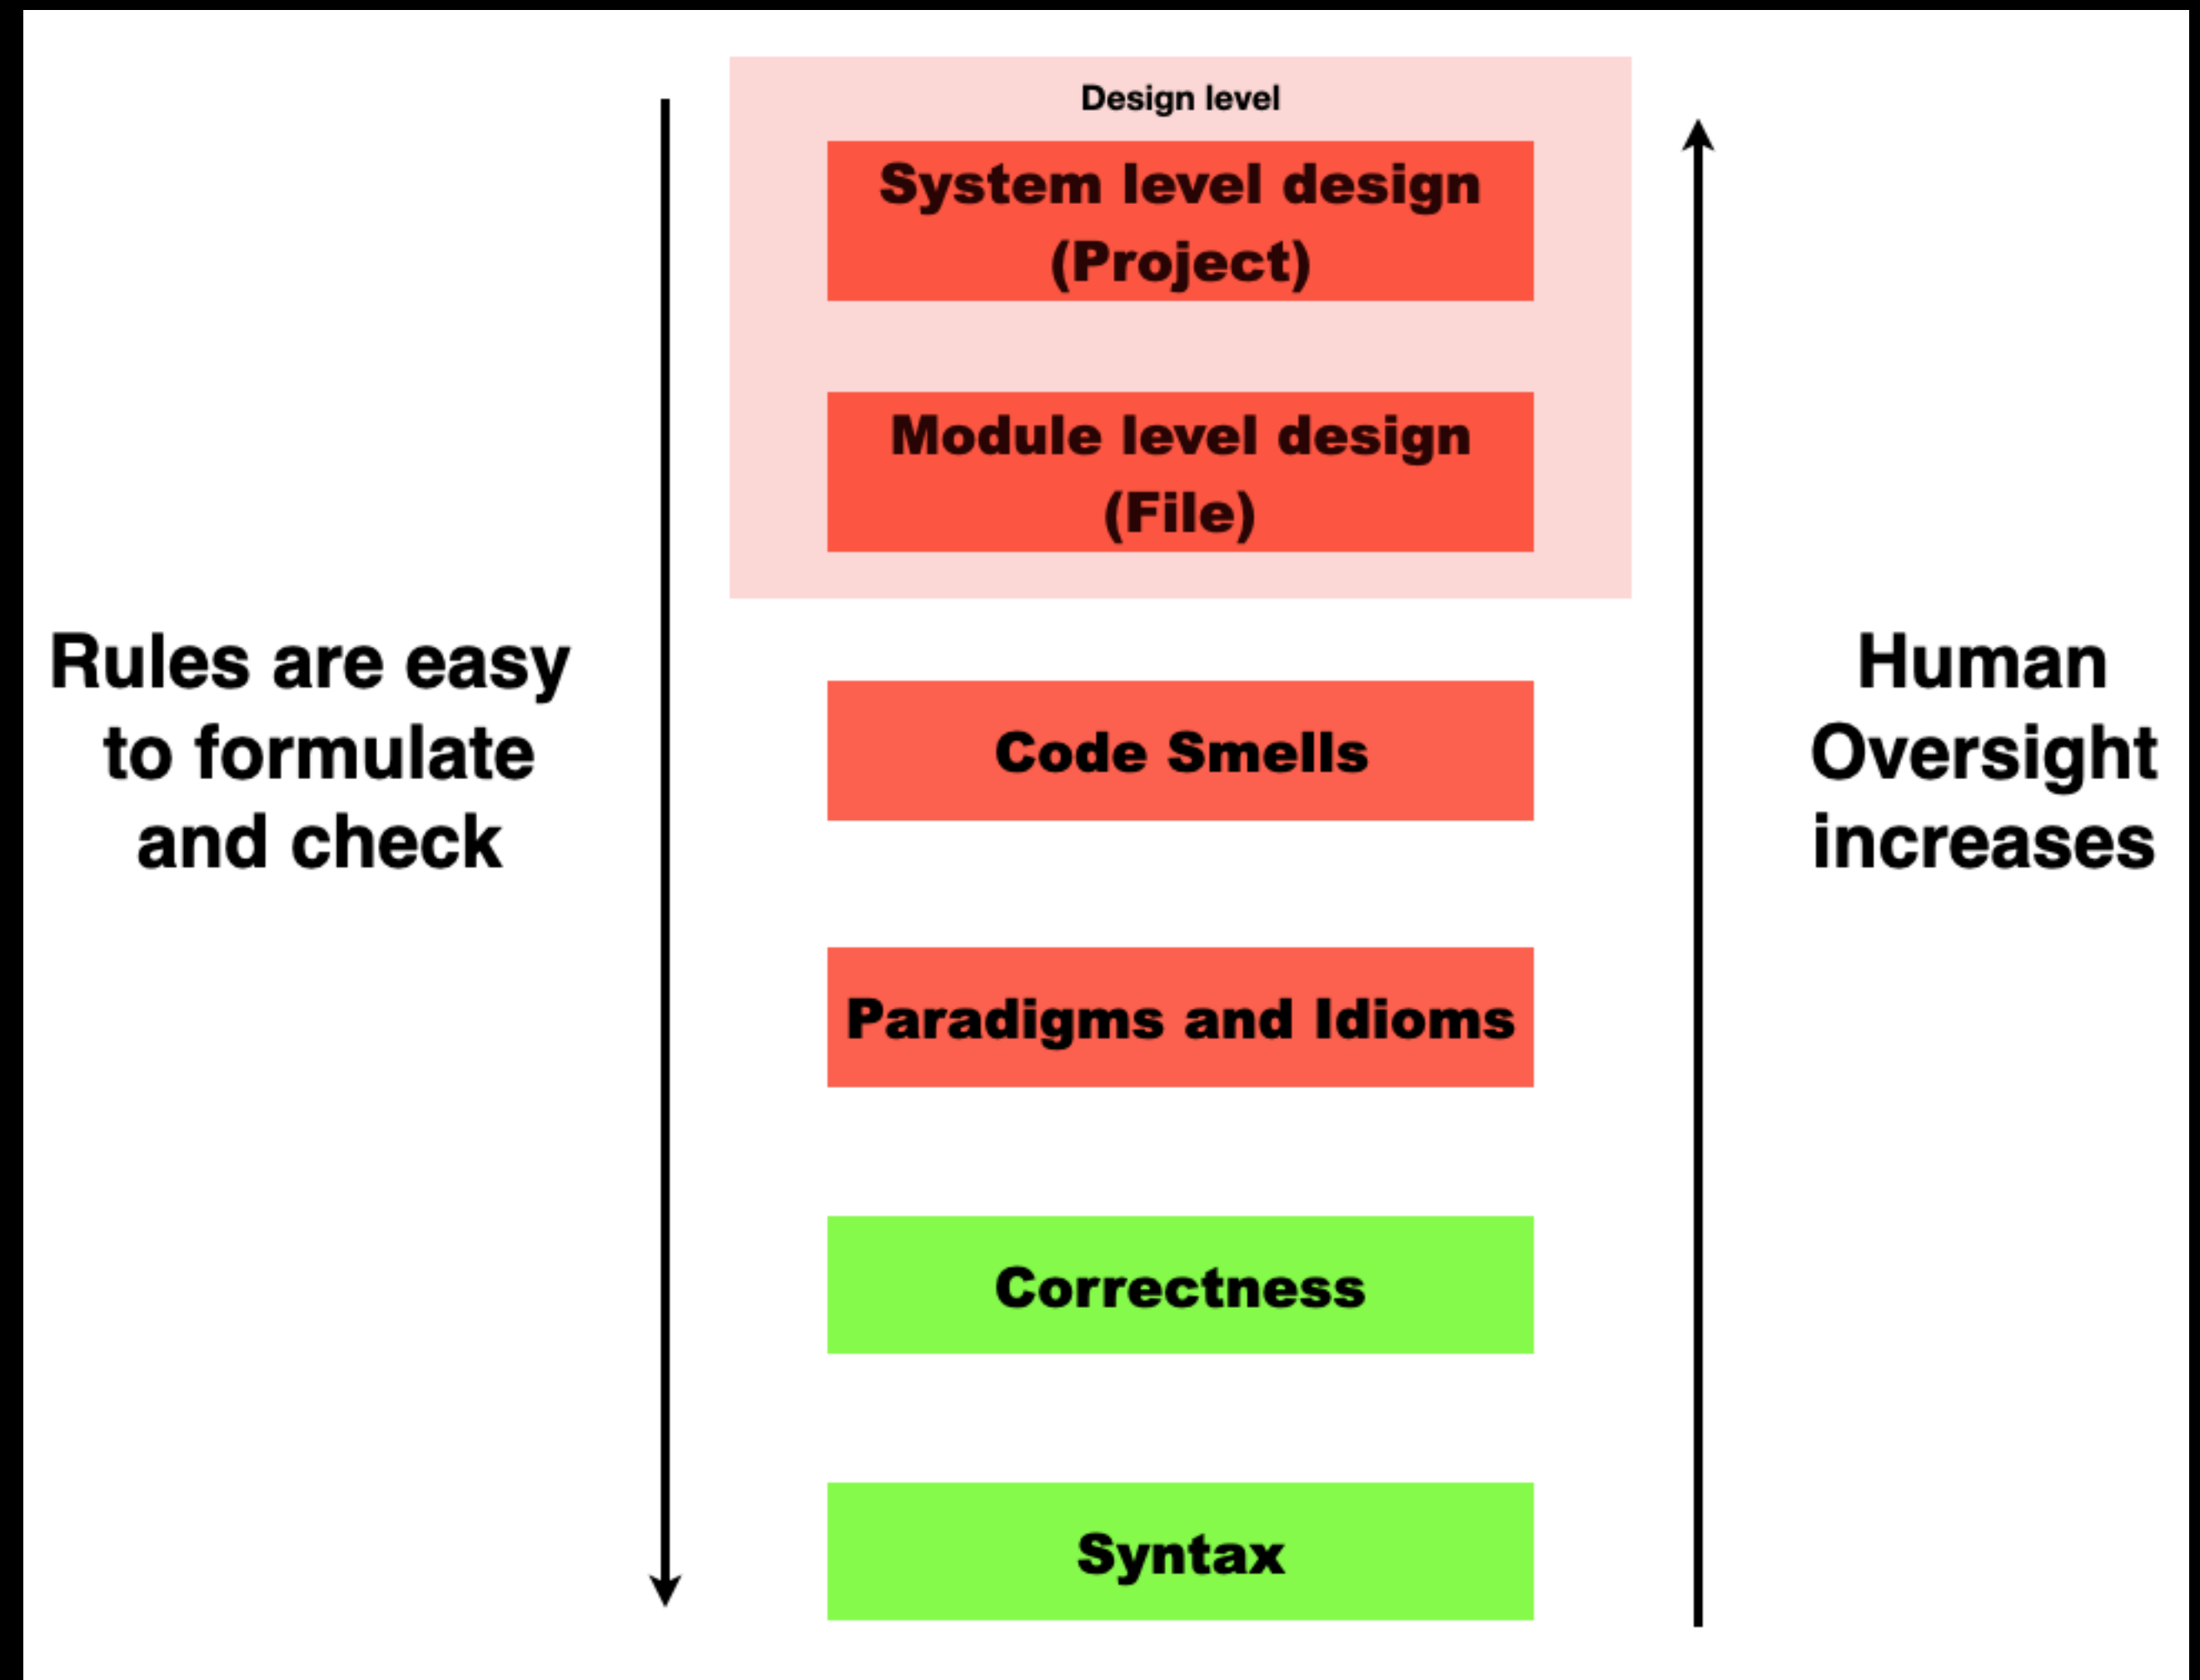 Design level
System level design
(Project)
Module level design
(File)
Rules are easy
to formulate
and check
Code Smells
Human
Oversight
increases
Paradigms and Idioms
Correctness
Syntax